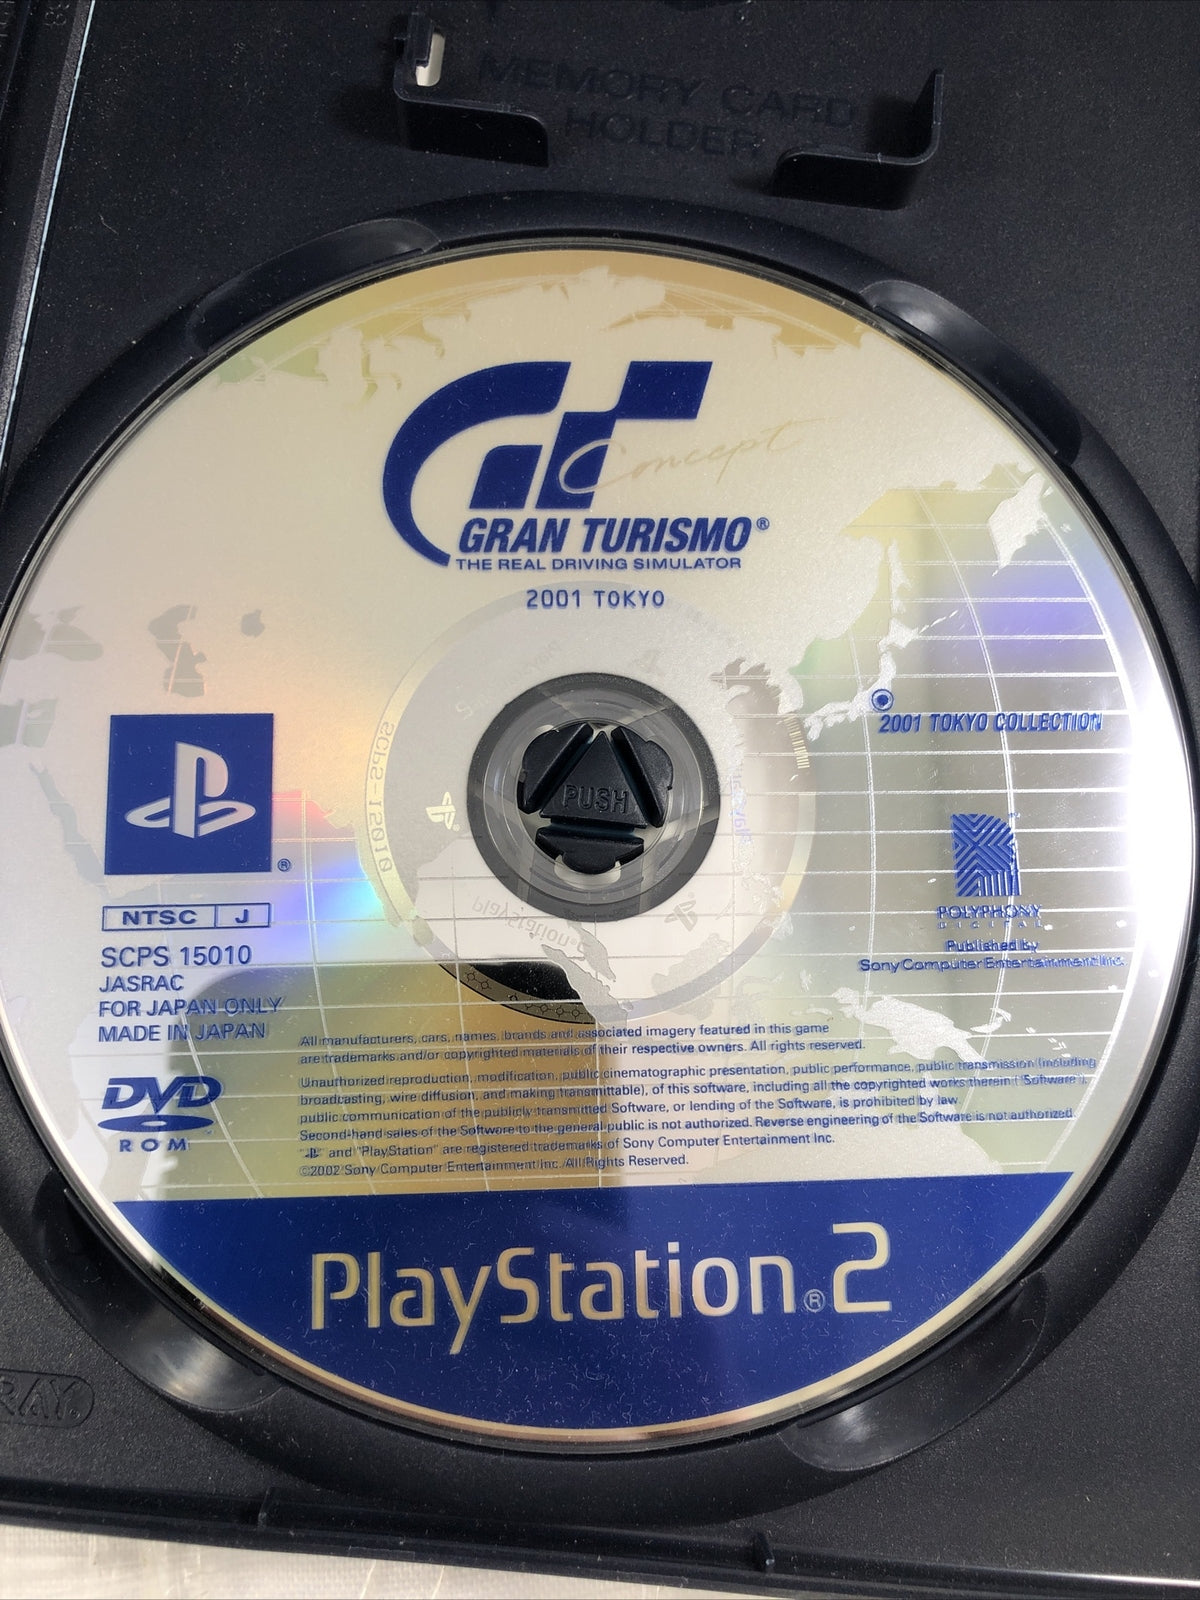 MEMORY CARD
HOLDER
GT Concept
GRAN TURISMO®
THE REAL DRIVING SIMULATOR
2001 TOKYO
2001 TOKYO COLLECTION
PUSH
®
NTSC J
SCPS 15010
JASRAC
FOR JAPAN ONLY
MADE IN JAPAN
DVD
ROM
SCPS-15010
PlayStation®2
POLYPHONY
DIGITAL
Published by
Sony Computer Entertainment Inc.
All manufacturers, cars, names, brands and associated imagery featured in this game
are trademarks and/or copyrighted materials of their respective owners. All rights reserved.
Unauthorized reproduction, modification, public cinematographic presentation, public performance, public transmission (including
broadcasting, wire diffusion, and making transmittable), of this software, including all the copyrighted works therein ("Software"),
public communication of the publicly transmitted Software, or lending of the Software, is prohibited by law
Second-hand sales of the Software to the general public is not authorized. Reverse engineering of the Software is not authorized.
" " and "PlayStation" are registered trademarks of Sony Computer Entertainment Inc.
©2002 Sony Computer Entertainment Inc. All Rights Reserved.
PlayStation®2
RAY